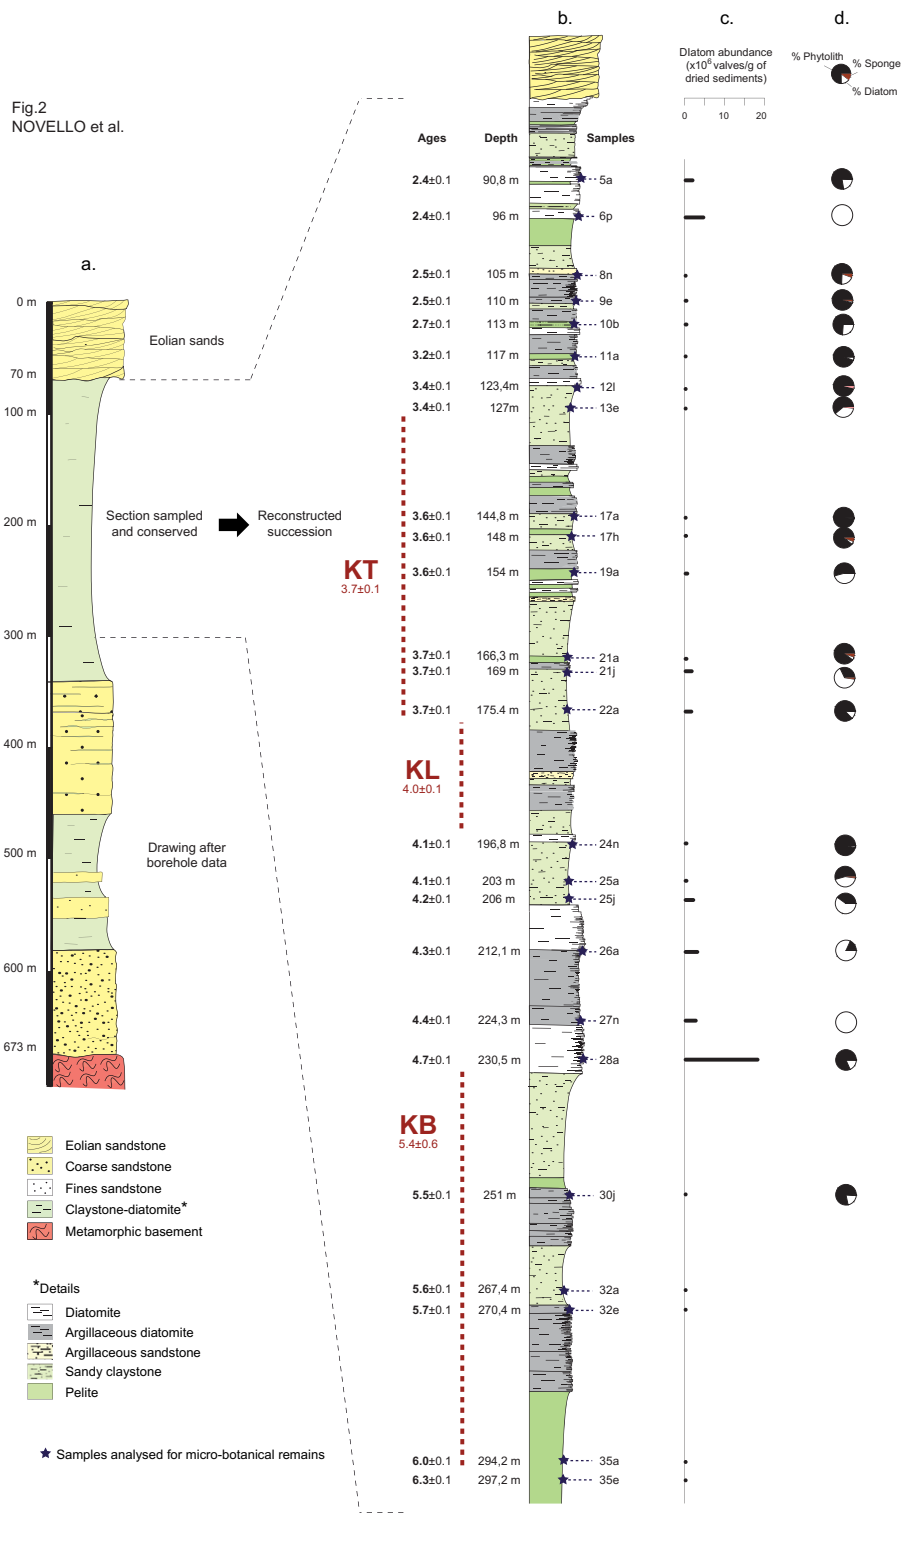 b.
c.
d.
Fig.2
NOVELLO et al.
DIatom abundance
(x10⁶ valves/g of
dried sediments)
0 10 20
% Phytolith
% Sponge
% Diatom
Ages Depth Samples
2.4±0.1 90,8 m 5a
2.4±0.1 96 m 6p
2.5±0.1 105 m 8n
2.5±0.1 110 m 9e
2.7±0.1 113 m 10b
3.2±0.1 117 m 11a
3.4±0.1 123,4m 12l
3.4±0.1 127m 13e
3.6±0.1 144,8 m 17a
3.6±0.1 148 m 17h
3.6±0.1 154 m 19a
3.7±0.1 166,3 m 21a
3.7±0.1 169 m 21j
3.7±0.1 175.4 m 22a
4.1±0.1 196,8 m 24n
4.1±0.1 203 m 25a
4.2±0.1 206 m 25j
4.3±0.1 212,1 m 26a
4.4±0.1 224,3 m 27n
4.7±0.1 230,5 m 28a
5.5±0.1 251 m 30j
5.6±0.1 267,4 m 32a
5.7±0.1 270,4 m 32e
6.0±0.1 294,2 m 35a
6.3±0.1 297,2 m 35e
KT
3.7±0.1
KL
4.0±0.1
KB
5.4±0.6
a.
0 m
70 m
100 m
200 m
300 m
400 m
500 m
600 m
673 m
Eolian sands
Section sampled
and conserved
Reconstructed
succession
Drawing after
borehole data
Eolian sandstone
Coarse sandstone
Fines sandstone
Claystone-diatomite*
Metamorphic basement
*Details
Diatomite
Argillaceous diatomite
Argillaceous sandstone
Sandy claystone
Pelite
Samples analysed for micro-botanical remains